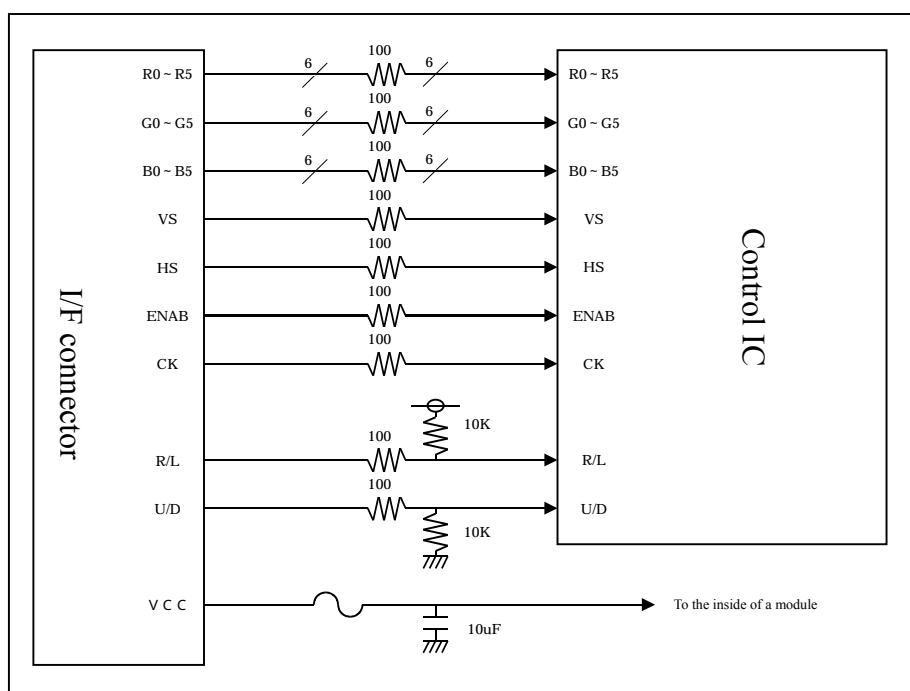 100
R0 ~ R5 6 6 R0 ~ R5
100
G0 ~ G5 6 6 G0 ~ G5
100
B0 ~ B5 6 6 B0 ~ B5
100
VS VS
100
HS HS
100
ENAB ENAB
100
CK CK
10K
100
R/L R/L
100
U/D U/D
10K
VCC To the inside of a module
10uF
I/F connector
Control IC